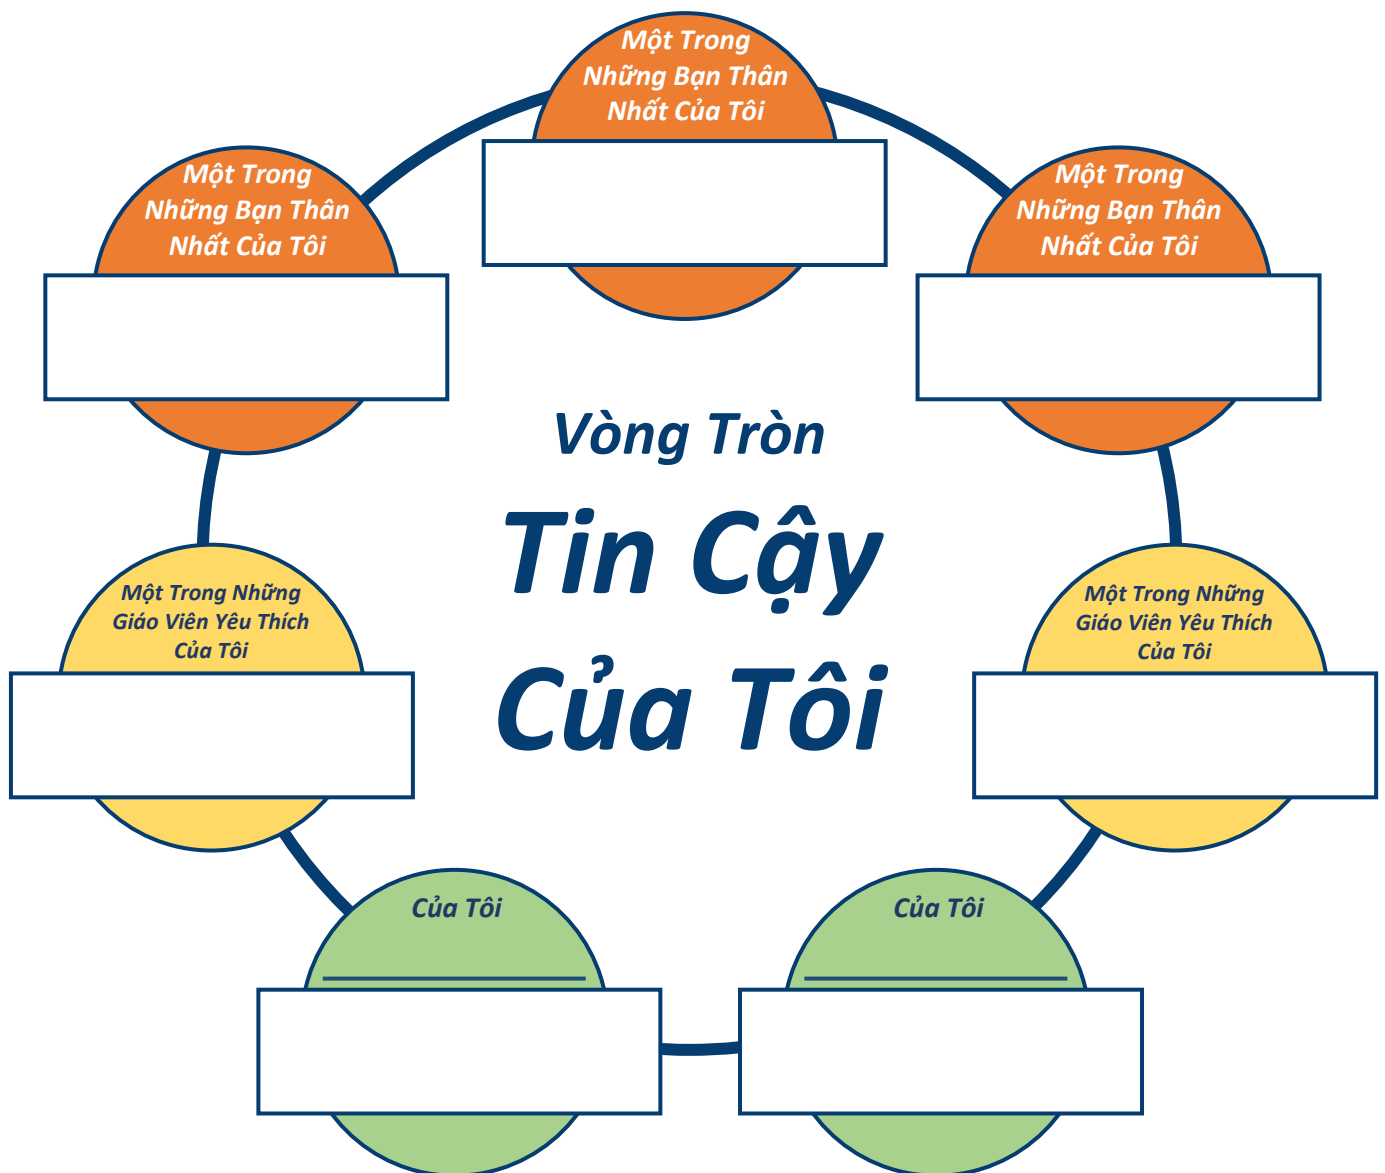 Một Trong
Những Bạn Thân
Nhất Của Tôi
Một Trong
Những Bạn Thân
Nhất Của Tôi
Một Trong
Những Bạn Thân
Nhất Của Tôi
Vòng Tròn
Tin Cậy
Của Tôi
Một Trong Những
Giáo Viên Yêu Thích
Của Tôi
Một Trong Những
Giáo Viên Yêu Thích
Của Tôi
Của Tôi
Của Tôi